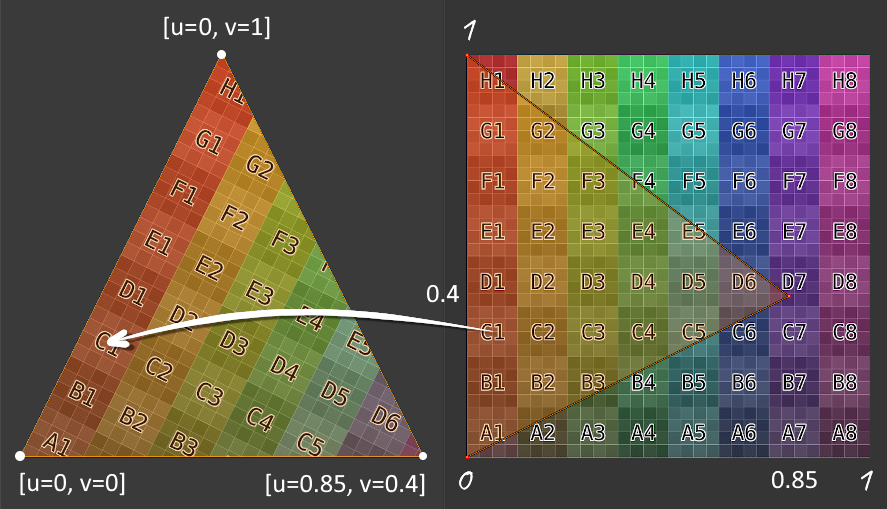 [u=0, v=1]
H1
G1
G2
F1
F2
F3
E1
E2
E3
E4
E5
D1
D2
D3
D4
D5
D6
C1
C2
C3
C4
C5
B1
B2
B3
A1
[u=0, v=0]
[u=0.85, v=0.4]
1
H1 H2 H3 H4 H5 H6 H7 H8
G1 G2 G3 G4 G5 G6 G7 G8
F1 F2 F3 F4 F5 F6 F7 F8
E1 E2 E3 E4 E5 E6 E7 E8
0.4
D1 D2 D3 D4 D5 D6 D7 D8
C1 C2 C3 C4 C5 C6 C7 C8
B1 B2 B3 B4 B5 B6 B7 B8
A1 A2 A3 A4 A5 A6 A7 A8
0 0.85 1